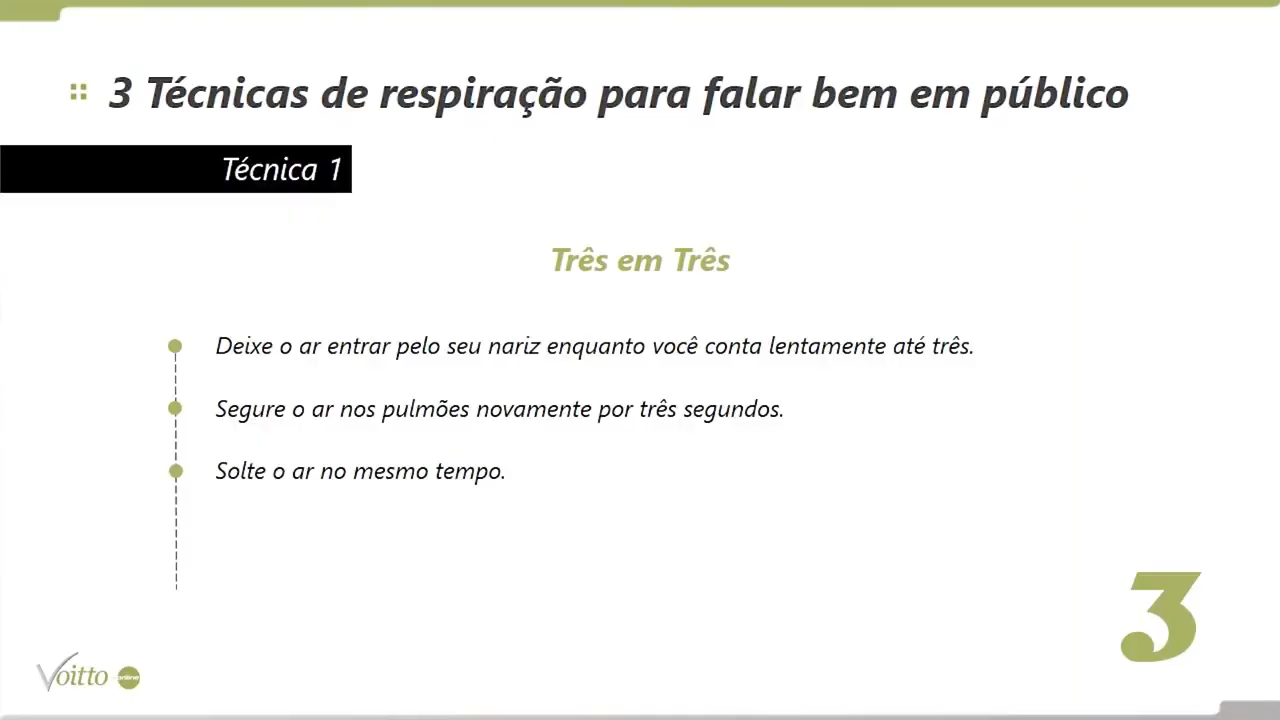 3 Técnicas de respiração para falar bem em público
Técnica 1
Três em Três
Deixe o ar entrar pelo seu nariz enquanto você conta lentamente até três.
Segure o ar nos pulmões novamente por três segundos.
Solte o ar no mesmo tempo.
3
Voitto online